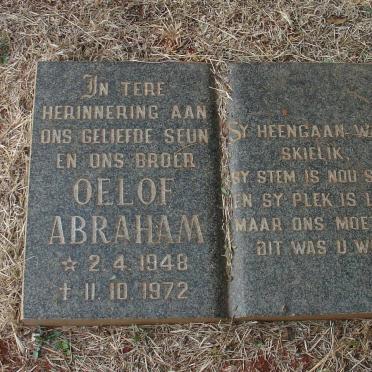 In tere
herinnering aan
ons geliefde seun
en ons broer
OELOF
ABRAHAM
☆ 2.4.1948
† 11.10.1972
Sy heengaan
skielik,
sy stem is nou
en sy plek is
maar ons
dit was U